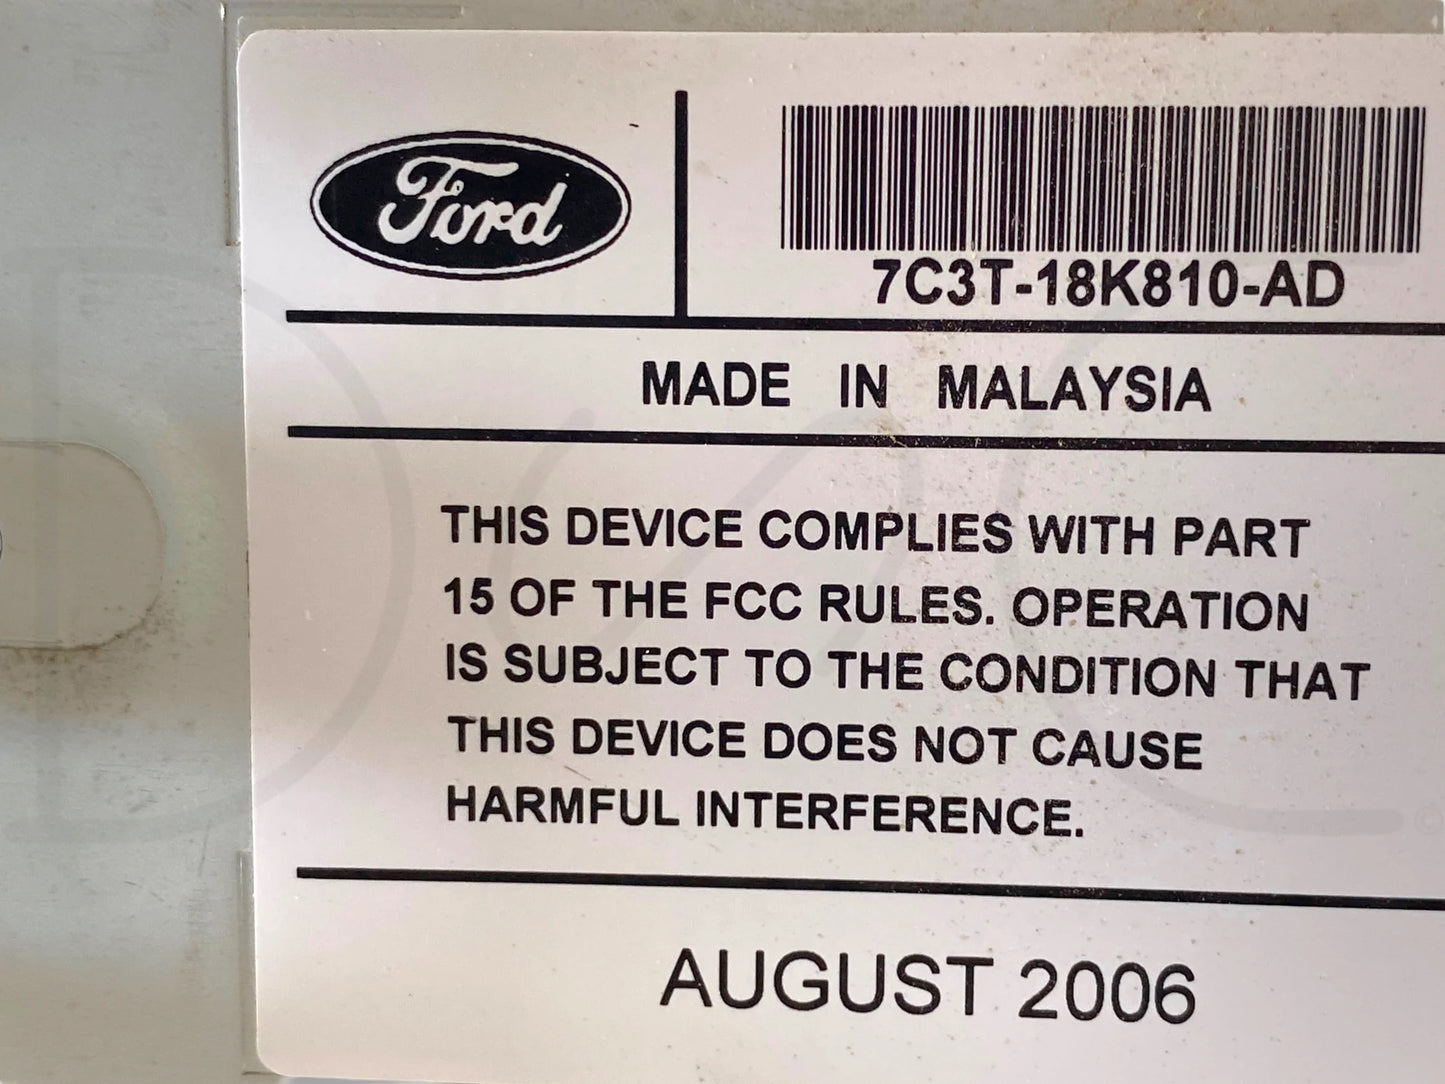 Ford
7C3T-18K810-AD
MADE IN MALAYSIA
THIS DEVICE COMPLIES WITH PART
15 OF THE FCC RULES. OPERATION
IS SUBJECT TO THE CONDITION THAT
THIS DEVICE DOES NOT CAUSE
HARMFUL INTERFERENCE.
AUGUST 2006